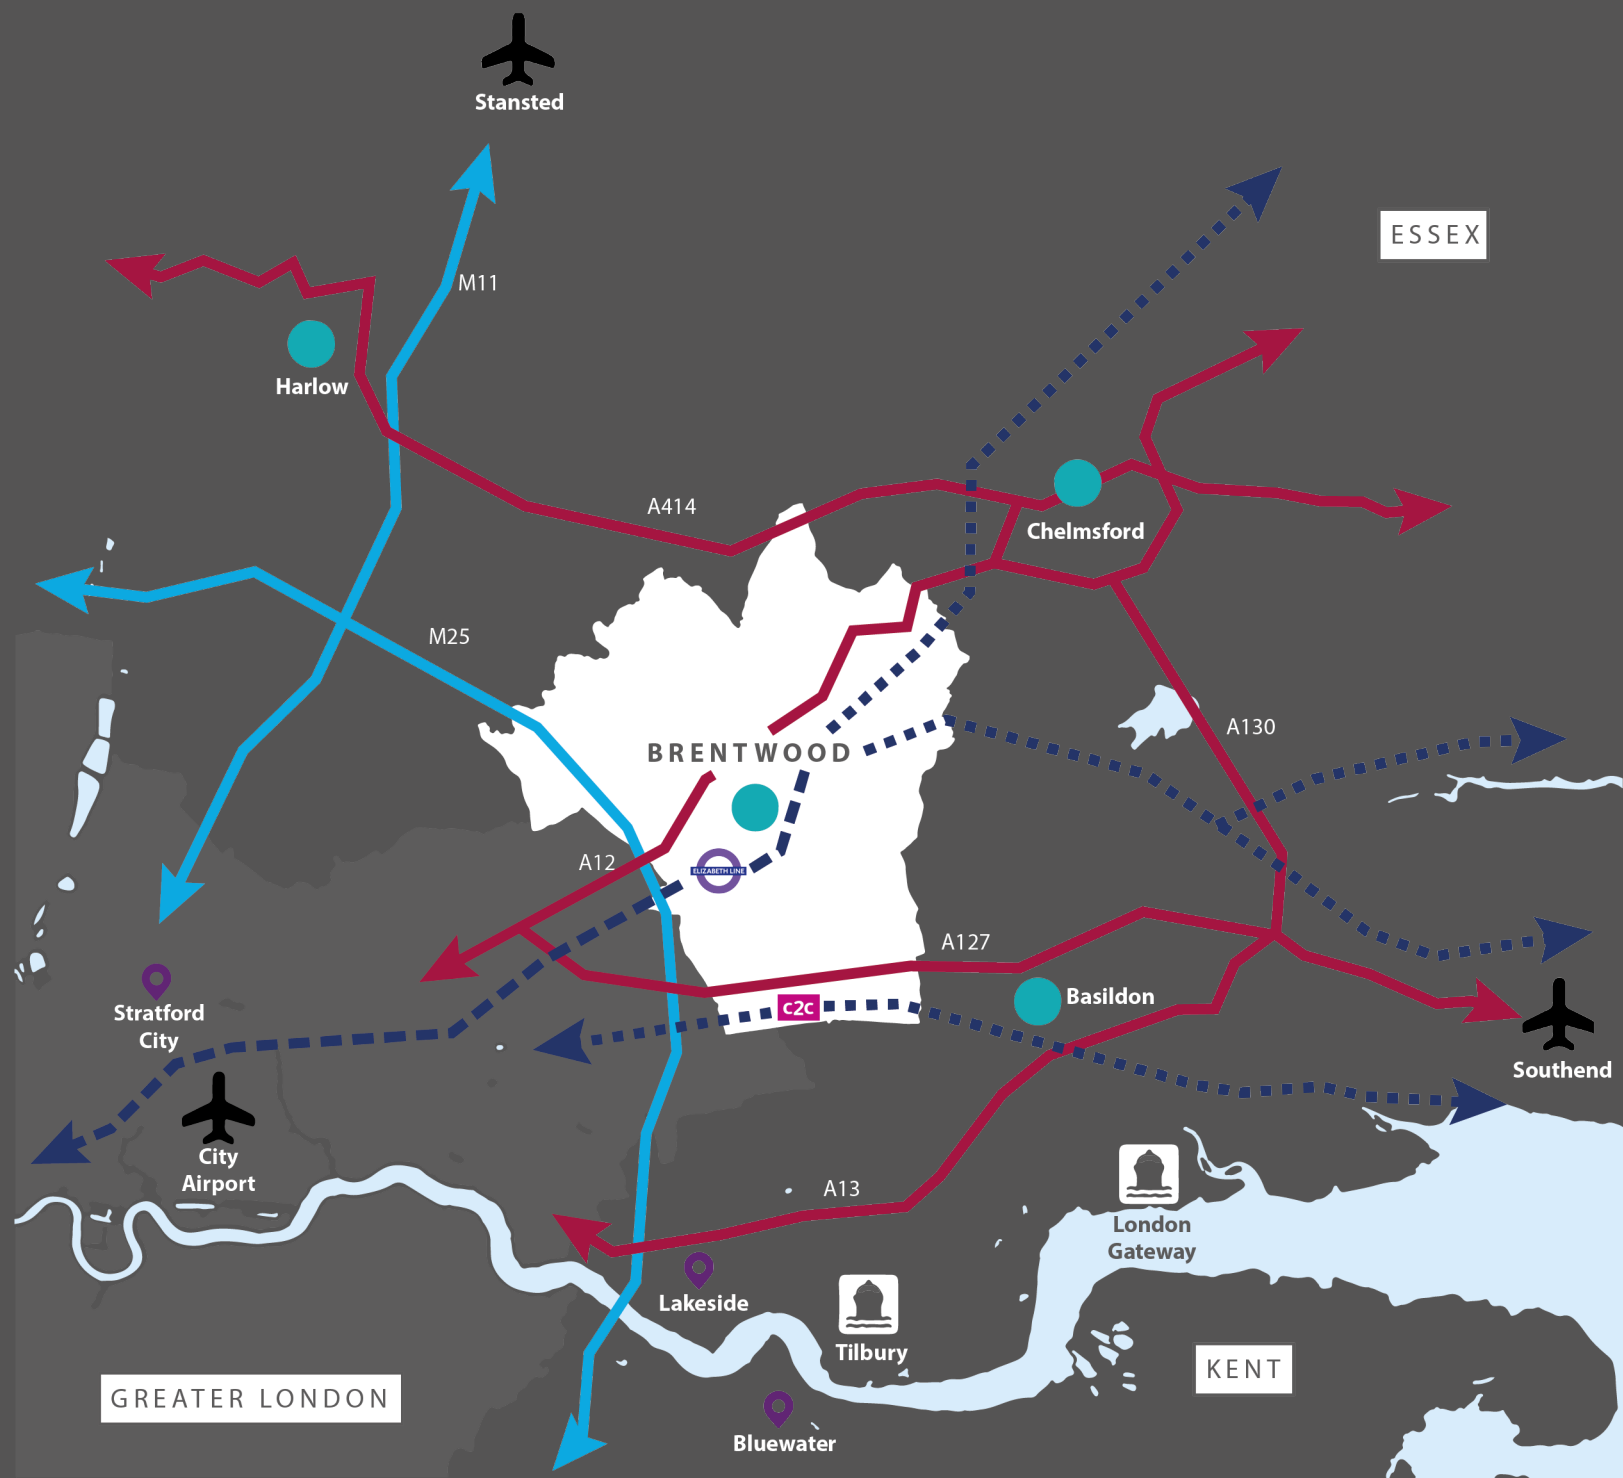 Stansted
ESSEX
M11
Harlow
A414
Chelmsford
M25
A130
BRENTWOOD
A12
ELIZABETH LINE
A127
Stratford
City
c2c
Basildon
Southend
City
Airport
A13
London
Gateway
Lakeside
Tilbury
KENT
GREATER LONDON
Bluewater